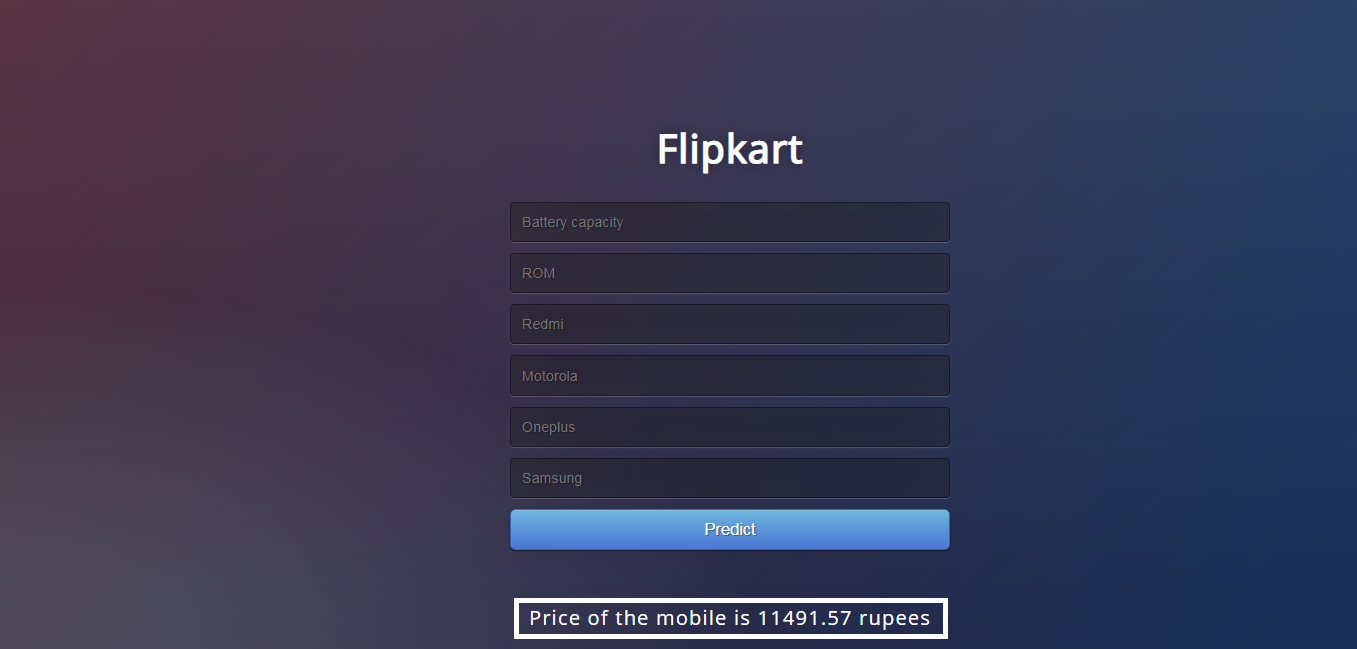 Flipkart
Battery capacity
ROM
Redmi
Motorola
Oneplus
Samsung
Predict
Price of the mobile is 11491.57 rupees